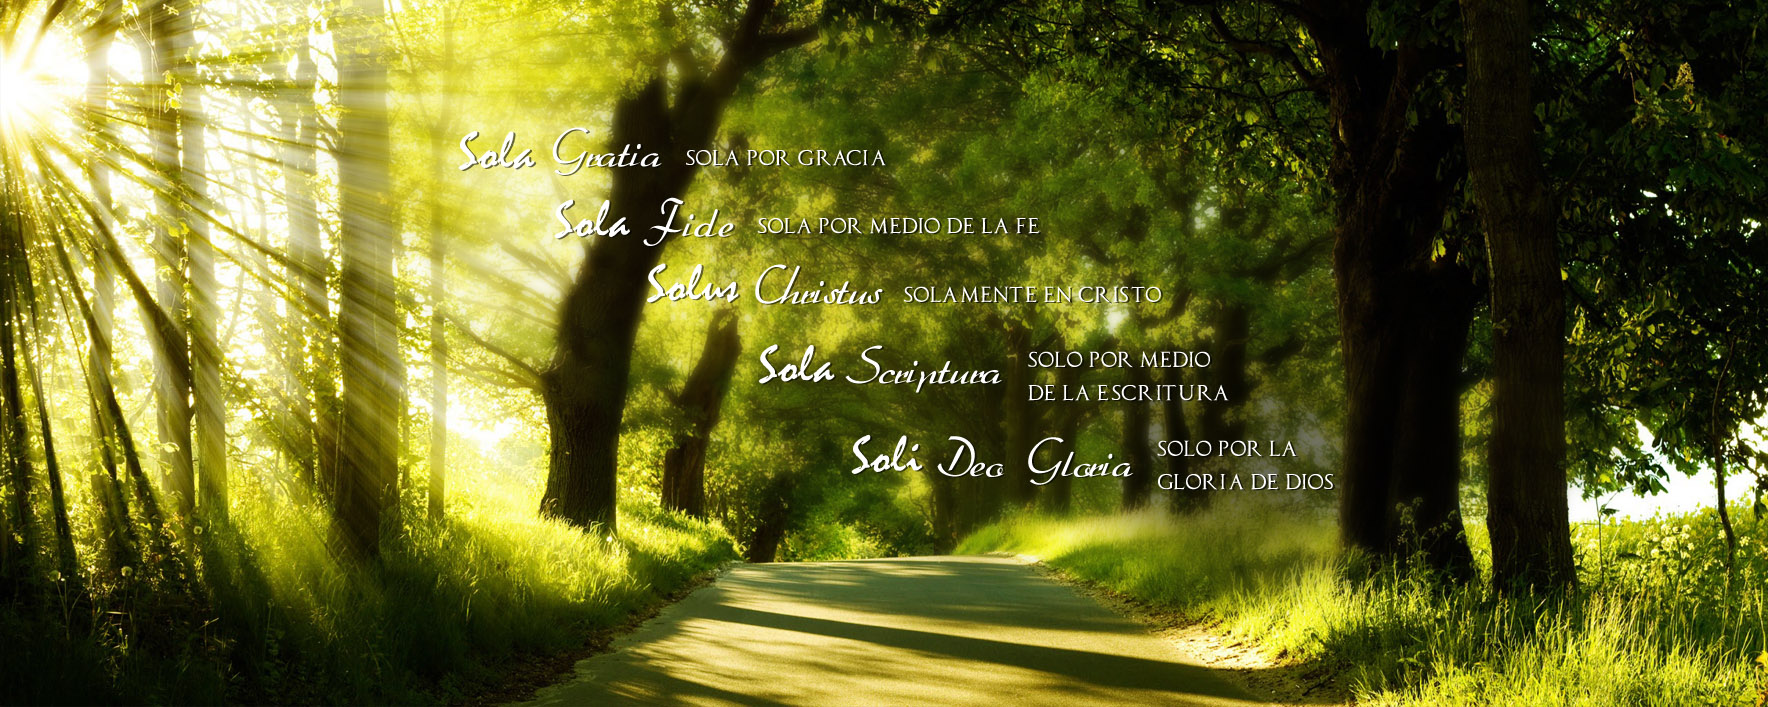 Sola Gratia SOLA POR GRACIA
Sola Fide SOLA POR MEDIO DE LA FE
Solus Christus SOLAMENTE EN CRISTO
Sola Scriptura SOLO POR MEDIO
DE LA ESCRITURA
Soli Deo Gloria SOLO POR LA
GLORIA DE DIOS